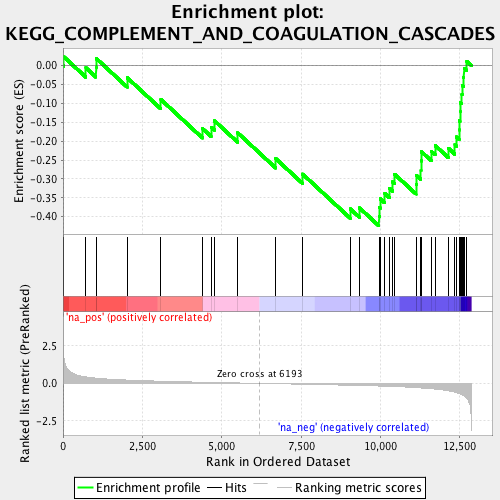 Enrichment plot:
KEGG_COMPLEMENT_AND_COAGULATION_CASCADES
Enrichment score (ES)
0.00
-0.05
-0.10
-0.15
-0.20
-0.25
-0.30
-0.35
-0.40
'na_pos' (positively correlated)
Ranked list metric (PreRanked)
2.5
0.0
-2.5
Zero cross at 6193
'na_neg' (negatively correlated)
0
2,500
5,000
7,500
10,000
12,500
Rank in Ordered Dataset
Enrichment profile
Hits
Ranking metric scores